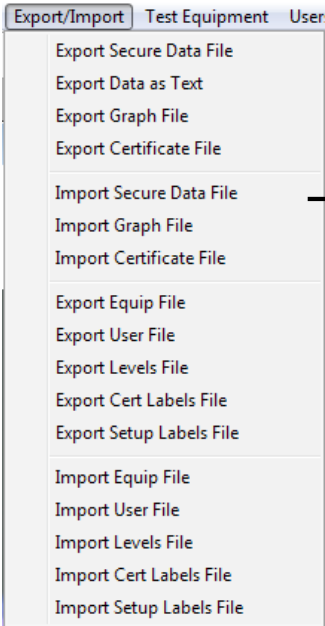 Export/Import Test Equipment User
Export Secure Data File
Export Data as Text
Export Graph File
Export Certificate File
Import Secure Data File
Import Graph File
Import Certificate File
Export Equip File
Export User File
Export Levels File
Export Cert Labels File
Export Setup Labels File
Import Equip File
Import User File
Import Levels File
Import Cert Labels File
Import Setup Labels File